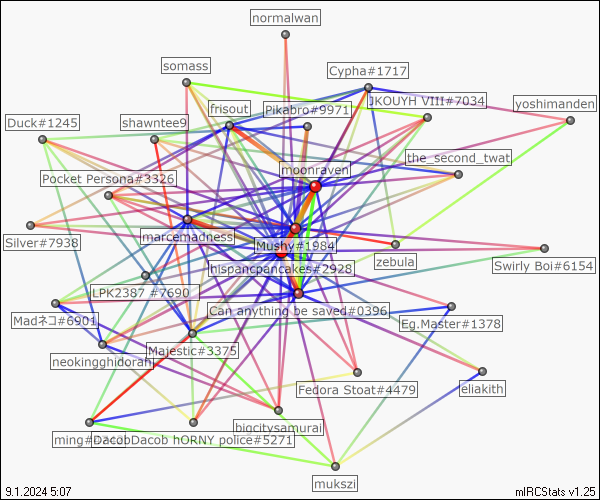 normalwan
somass
Cypha#1717
frisout
Pikabro#9971
JKOUYH VIII#7034
yoshimanden
Duck#1245
shawntee9
the_second_twat
moonraven
Pocket Persona#3326
Silver#7938
marcemadness
Mushy#1984
zebula
hispancpancakes#2928
Swirly Boi#6154
LPK2387 #7690
Can anything be saved#0396
Madネコ#6901
Eg.Master#1378
neokingghidorah
Majestic#3375
Fedora Stoat#4479
eliakith
bigcitysamurai
DacobDacob hORNY police#5271
mukszi
9.1.2024 5:07
mIRCStats v1.25